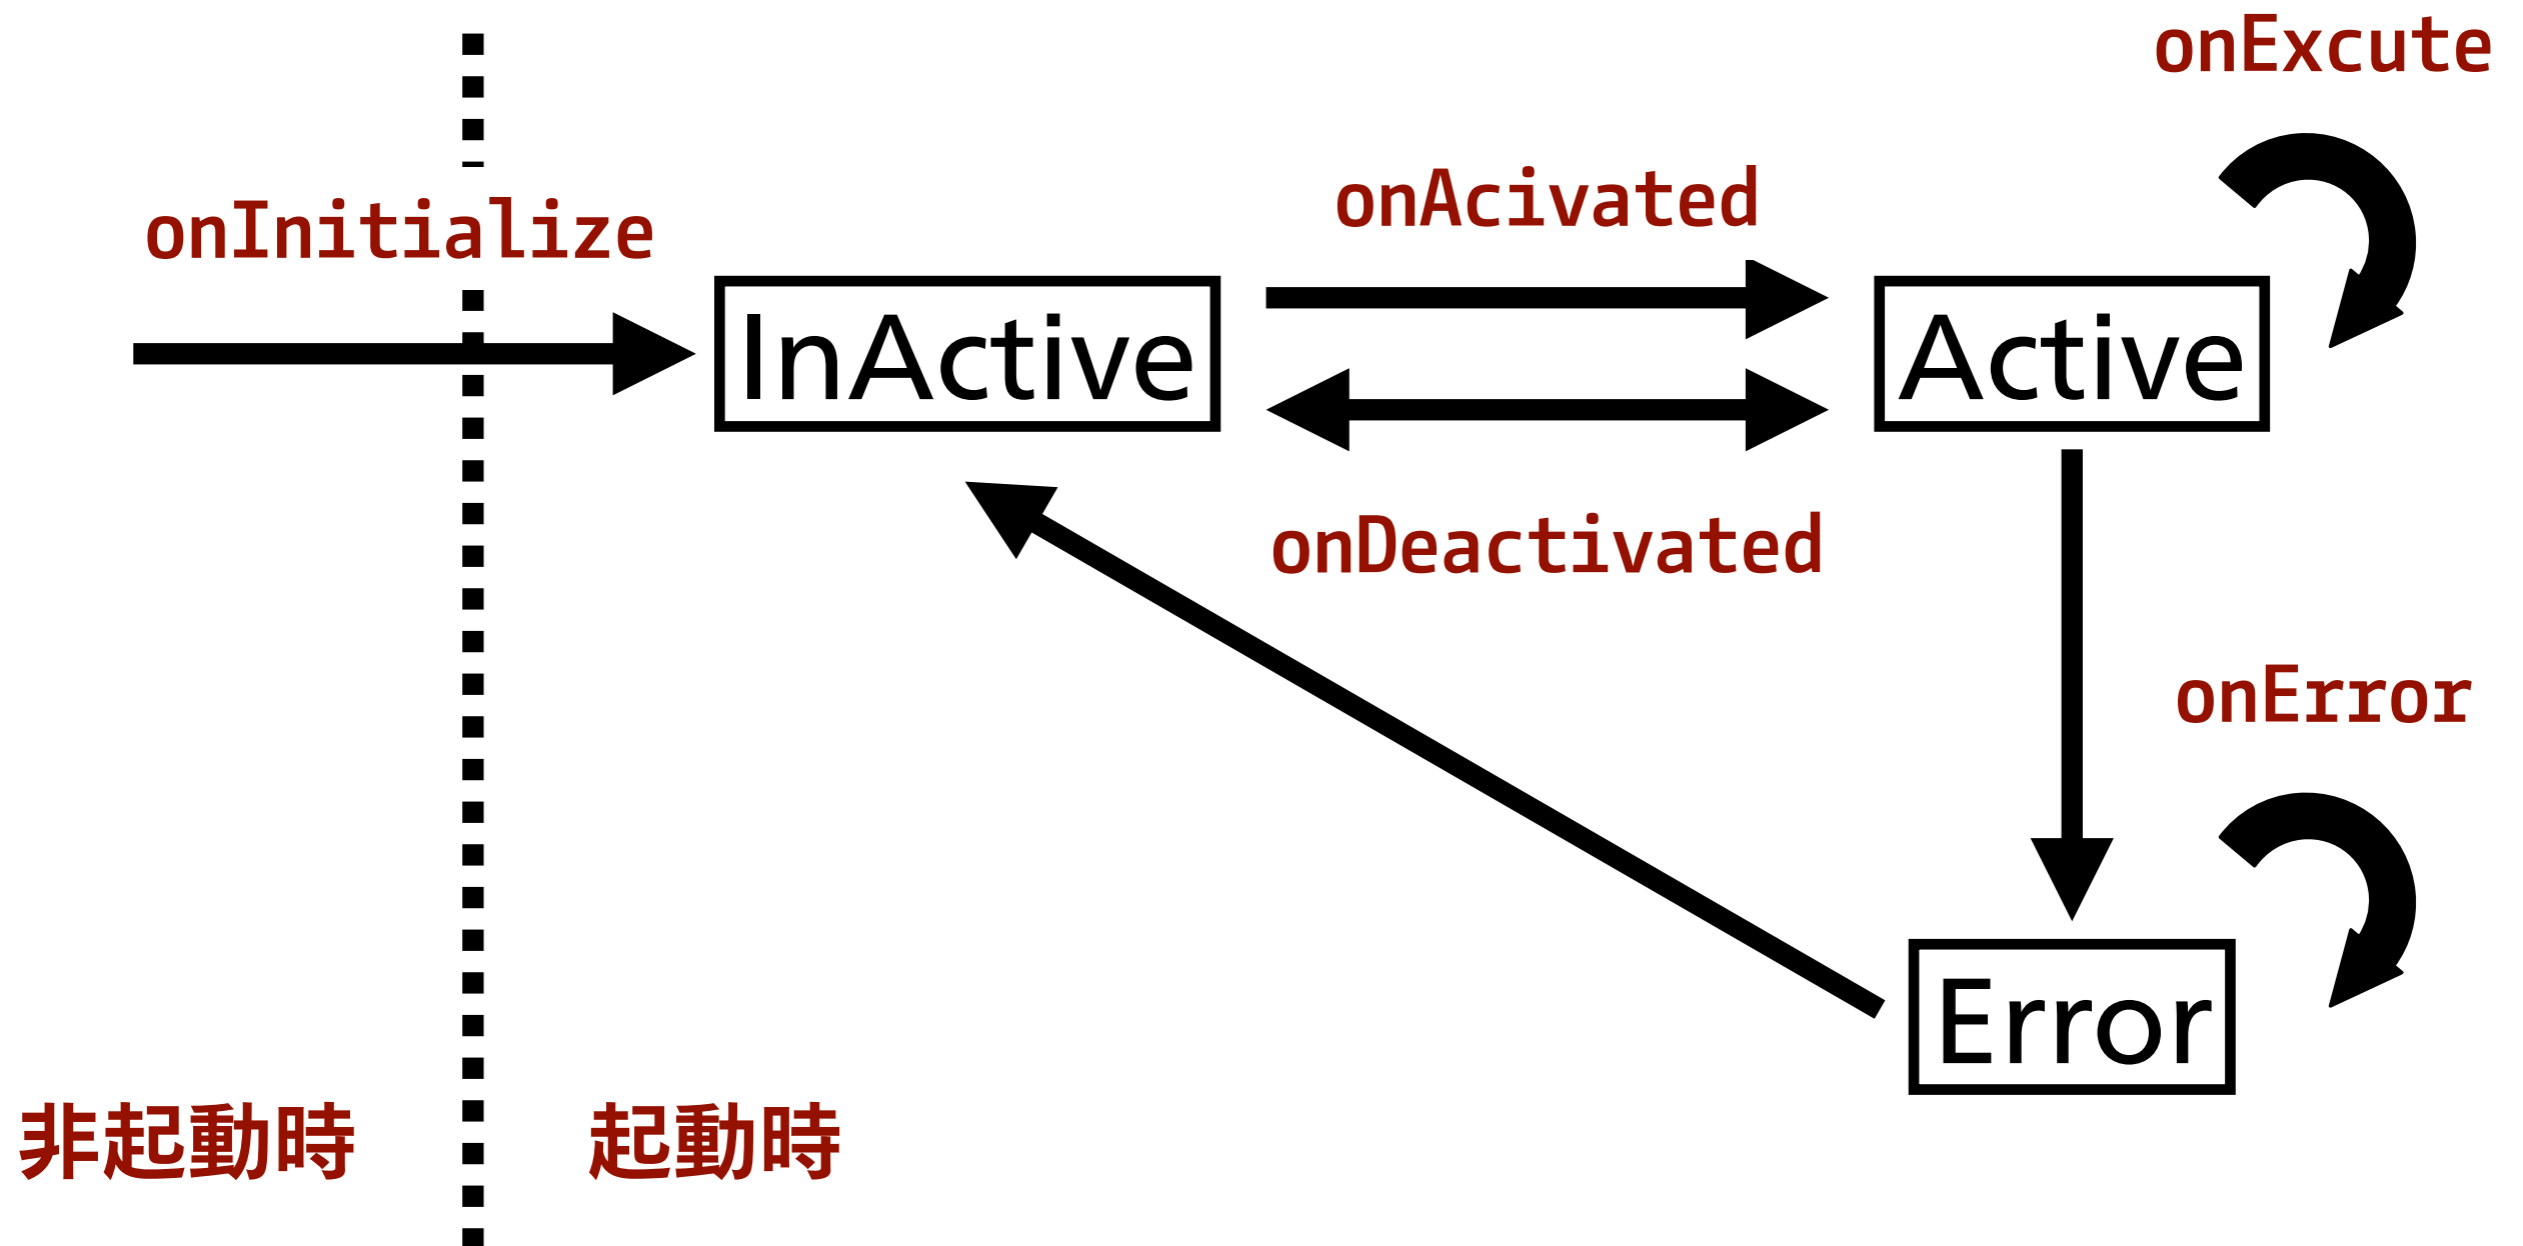 onExcute
onAcivated
onInitialize
InActive
Active
onDeactivated
onError
Error
非起動時
起動時